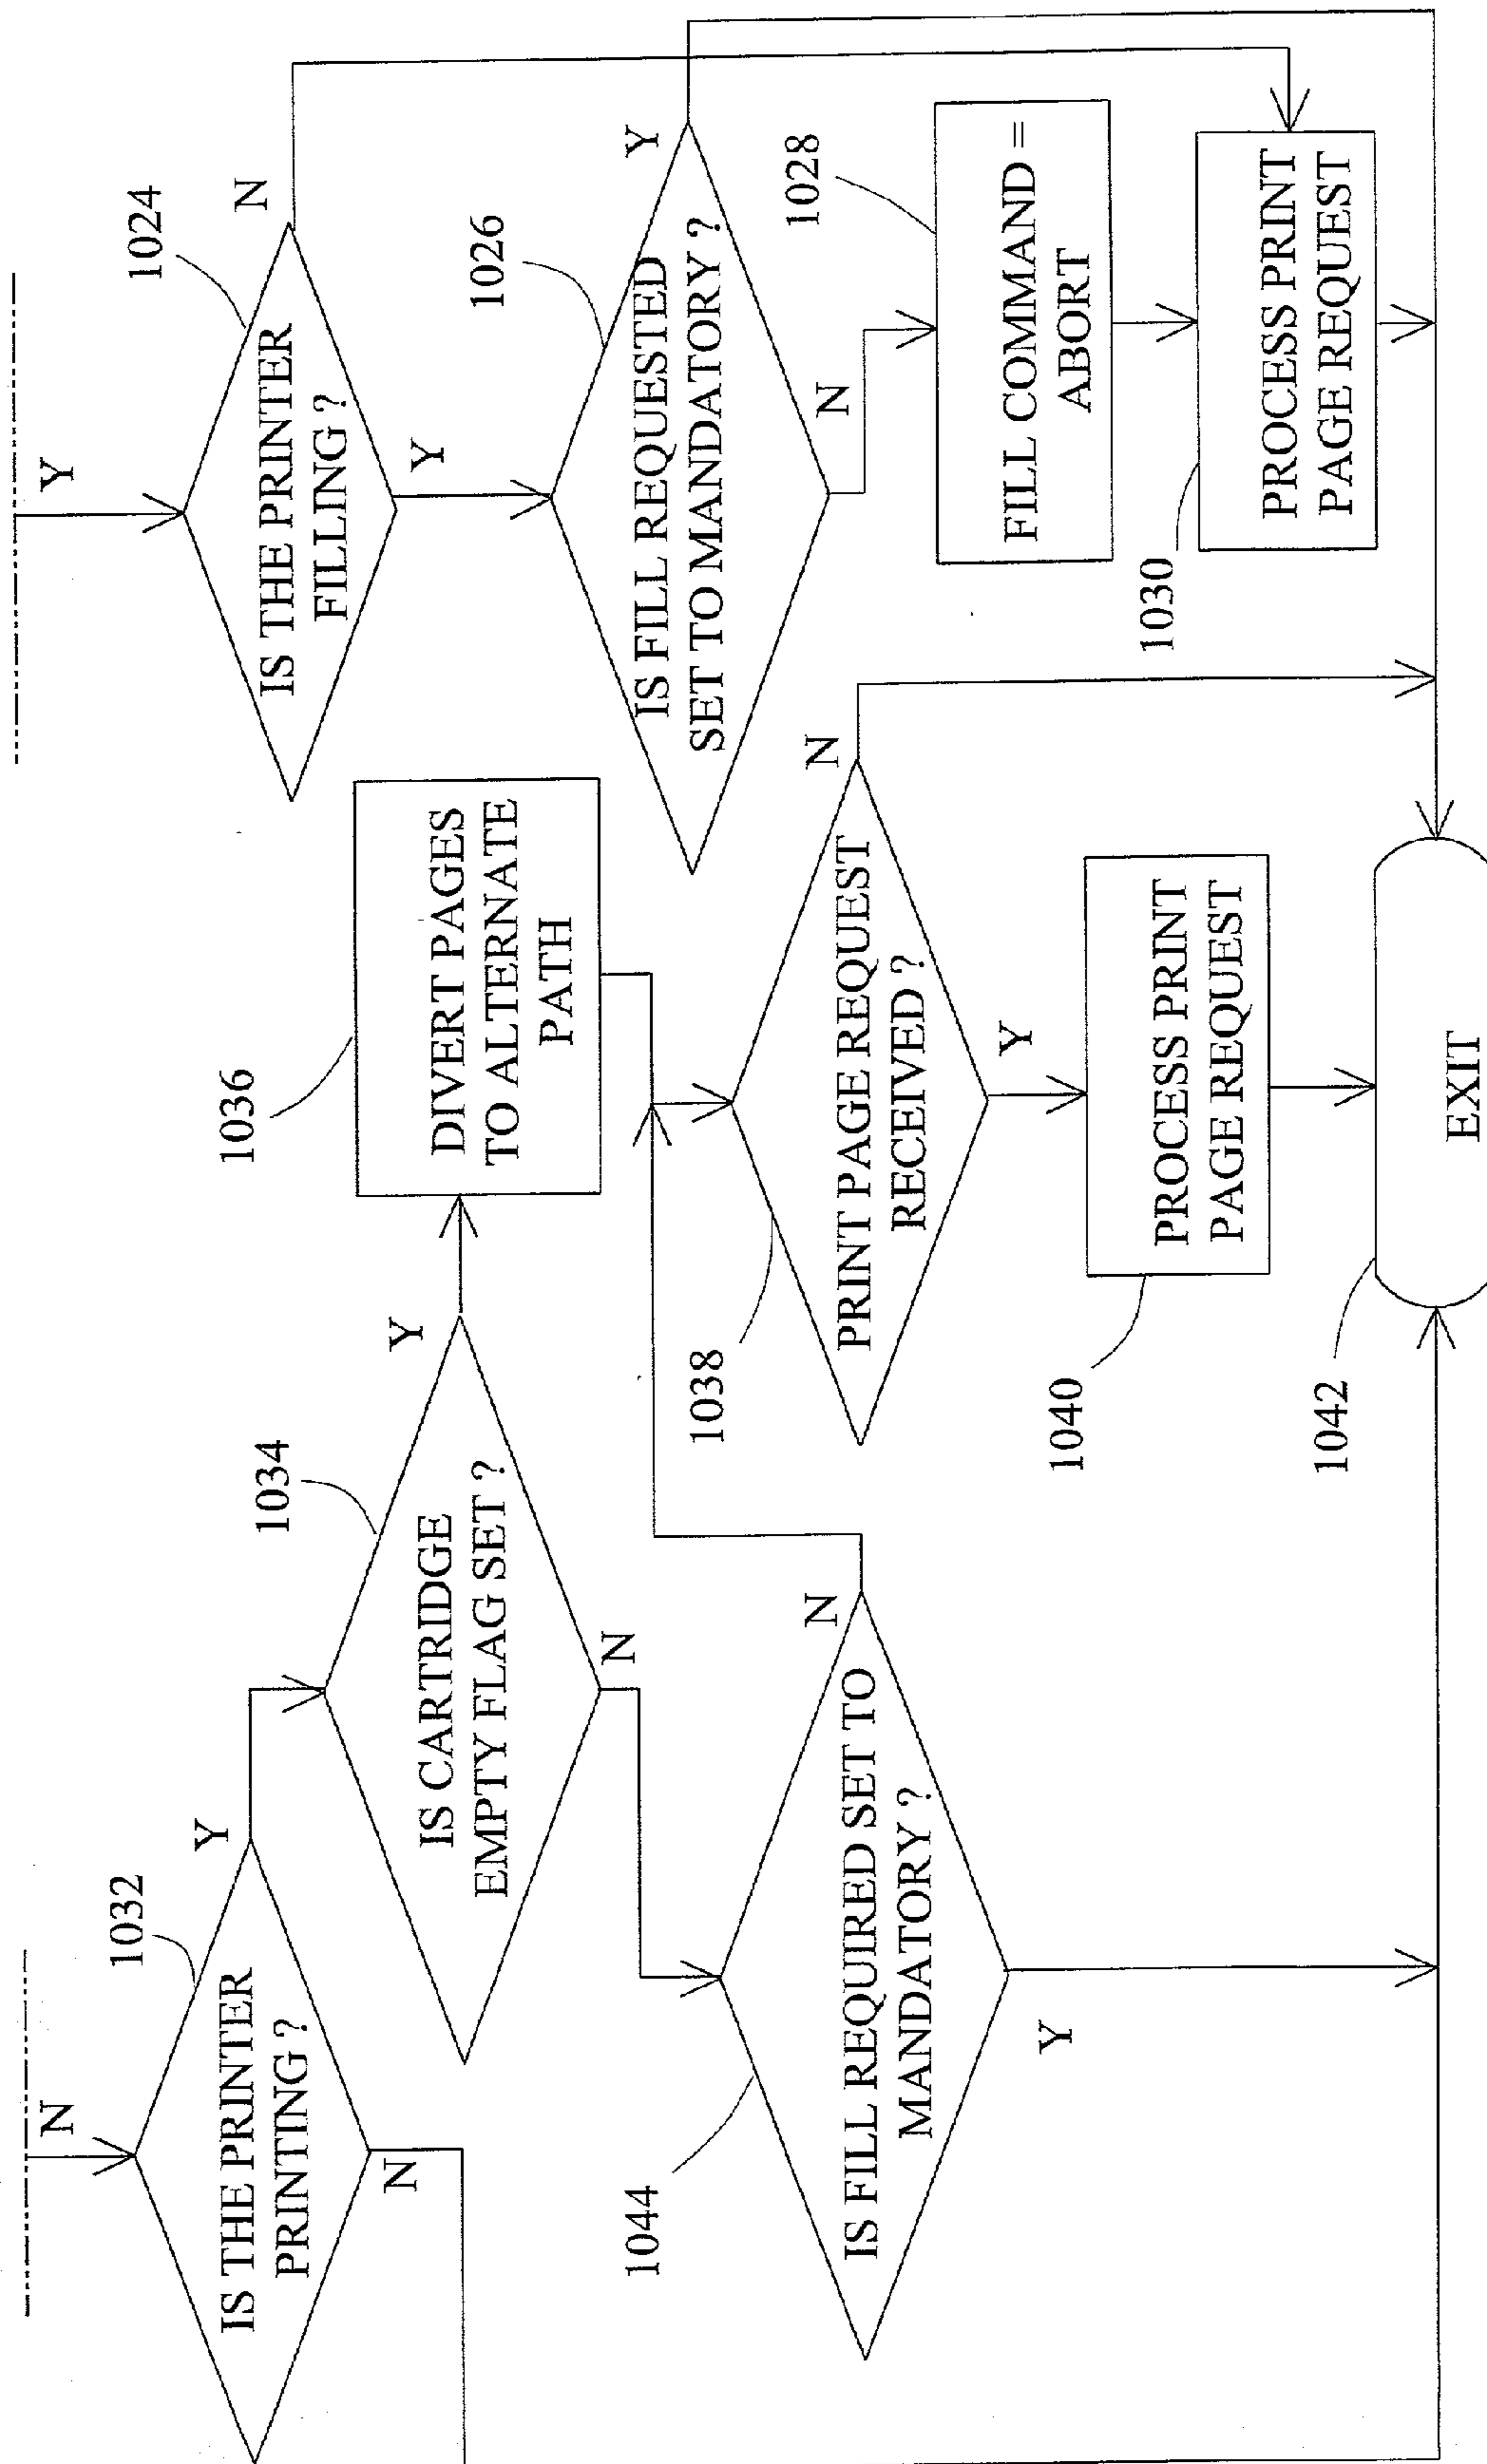 N
1032
IS THE PRINTER
PRINTING ?
Y
N
1034
IS CARTRIDGE
EMPTY FLAG SET ?
Y
N
1036
DIVERT PAGES
TO ALTERNATE
PATH
1044
IS FILL REQUIRED SET TO
MANDATORY ?
N
Y
1038
PRINT PAGE REQUEST
RECEIVED ?
N
Y
1040
PROCESS PRINT
PAGE REQUEST
1042
EXIT
Y
1024
IS THE PRINTER
FILLING ?
N
Y
1026
IS FILL REQUESTED
SET TO MANDATORY ?
Y
N
1028
FILL COMMAND =
ABORT
1030
PROCESS PRINT
PAGE REQUEST